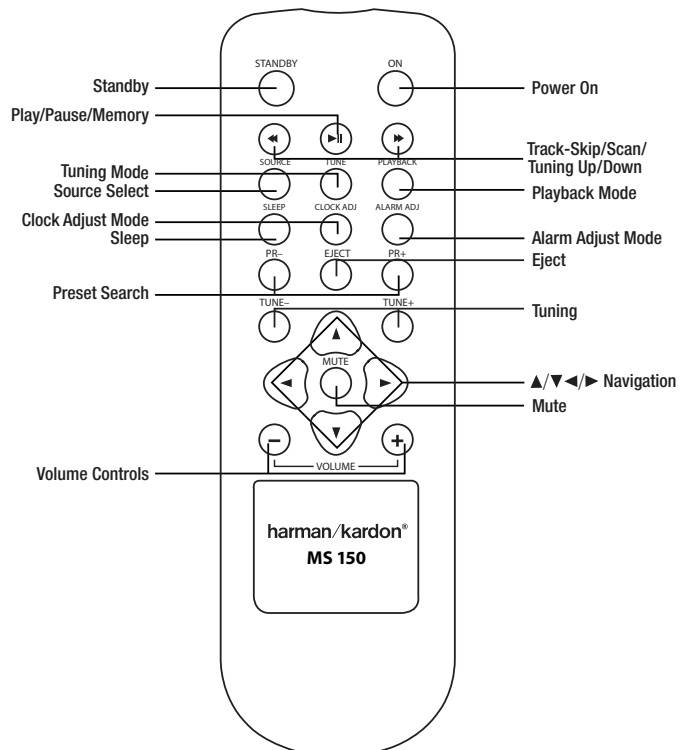 STANDBY ON
Standby
Power On
Play/Pause/Memory
Track-Skip/Scan/
Tuning Up/Down
SOURCE TUNE PLAYBACK
Tuning Mode
Source Select
Playback Mode
SLEEP CLOCK ADJ ALARM ADJ
Clock Adjust Mode
Sleep
Alarm Adjust Mode
Eject
PR– EJECT PR+
Preset Search
Tuning
TUNE– TUNE+
MUTE
▲/▼◄/► Navigation
Mute
– +
VOLUME
Volume Controls
harman/kardon®
MS 150